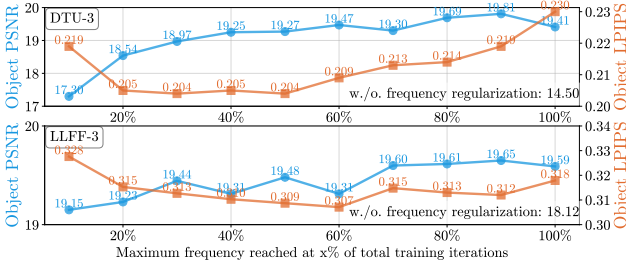 20 DTU-3 0.230 0.23
19.69 19.81
19.47 19.41
19.25 19.27 19.30
0.219 18.97 0.219 0.22
19 18.54
0.213 0.214
18 0.209 0.21
17.30 0.205 0.204 0.205 0.204
w./o. frequency regularization: 14.50
17 0.20
20% 40% 60% 80% 100%
Object PSNR
Object LPIPS
20 LLFF-3 0.34
0.328 0.33
19.60 19.61 19.65 19.59
19.44 19.48 0.32
0.315 19.31 19.31 0.315 0.313 0.312 0.318
19.15 19.23 0.313 0.309 0.307 0.31
w./o. frequency regularization: 18.12
19 0.30
20% 40% 60% 80% 100%
Object PSNR
Object LPIPS
Maximum frequency reached at x% of total training iterations